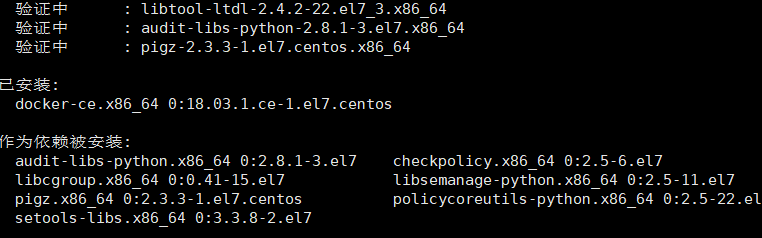 验证中      : libtool-ltdl-2.4.2-22.el7_3.x86_64
验证中      : audit-libs-python-2.8.1-3.el7.x86_64
验证中      : pigz-2.3.3-1.el7.centos.x86_64
已安装:
docker-ce.x86_64 0:18.03.1.ce-1.el7.centos
作为依赖被安装:
audit-libs-python.x86_64 0:2.8.1-3.el7    checkpolicy.x86_64 0:2.5-6.el7
libcgroup.x86_64 0:0.41-15.el7    libsemanage-python.x86_64 0:2.5-11.el7
pigz.x86_64 0:2.3.3-1.el7.centos    policycoreutils-python.x86_64 0:2.5-22.el
setools-libs.x86_64 0:3.3.8-2.el7